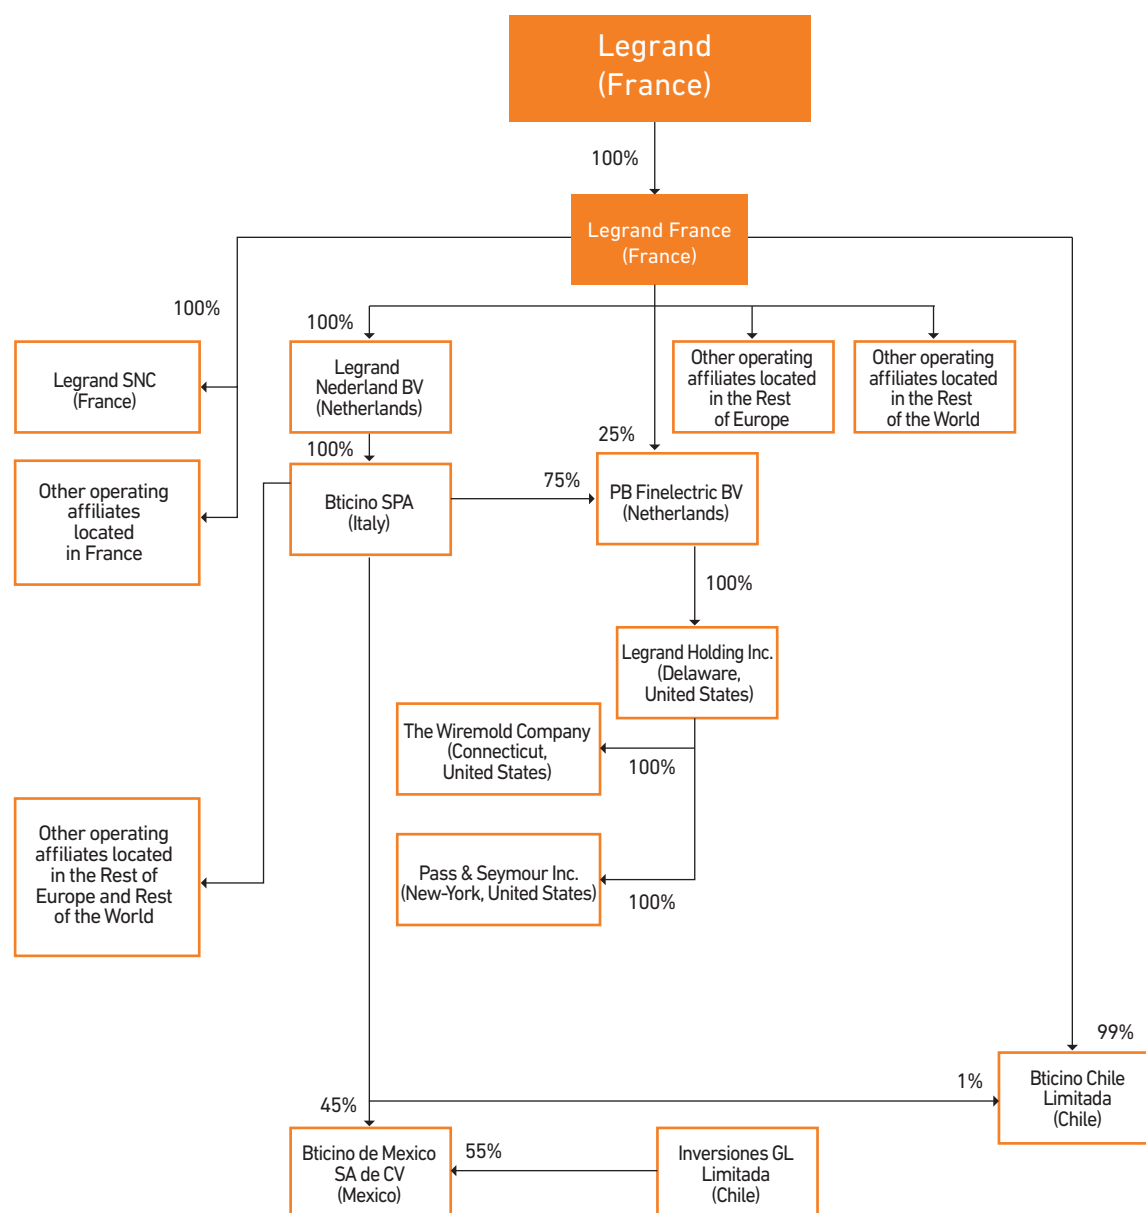 Legrand
(France)
100%
Legrand France
(France)
100%
100%
Legrand SNC
(France)
Legrand
Nederland BV
(Netherlands)
Other operating
affiliates located
in the Rest
of Europe
Other operating
affiliates located
in the Rest
of the World
100%
25%
Other operating
affiliates
located
in France
Bticino SPA
(Italy)
75%
PB Finelectric BV
(Netherlands)
100%
Legrand Holding Inc.
(Delaware,
United States)
The Wiremold Company
(Connecticut,
United States)
100%
Other operating
affiliates located
in the Rest of
Europe and Rest
of the World
Pass & Seymour Inc.
(New-York, United States)
100%
99%
1%
Bticino Chile
Limitada
(Chile)
45%
Bticino de Mexico
SA de CV
(Mexico)
55%
Inversiones GL
Limitada
(Chile)